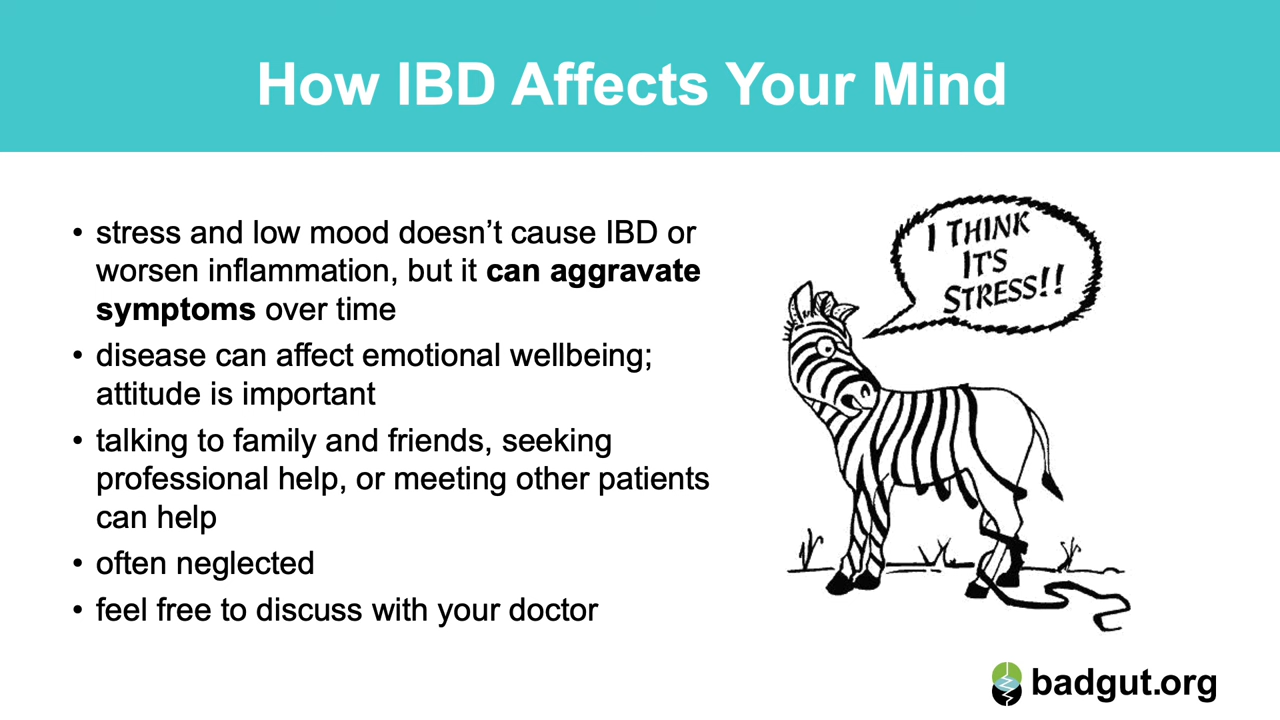 How IBD Affects Your Mind
• stress and low mood doesn’t cause IBD or
worsen inflammation, but it can aggravate
symptoms over time
• disease can affect emotional wellbeing;
attitude is important
• talking to family and friends, seeking
professional help, or meeting other patients
can help
• often neglected
• feel free to discuss with your doctor
I THINK
IT'S
STRESS!!
badgut.org